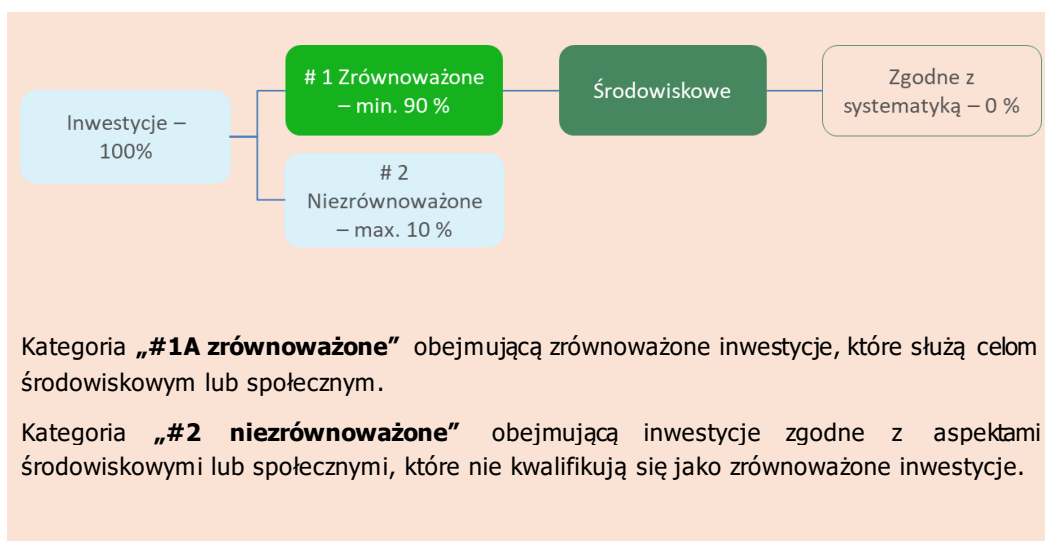 Inwestycje –
100%
# 1 Zrównoważone
– min. 90 %
# 2
Niezrównoważone
– max. 10 %
Środowiskowe
Zgodne z
systematyką – 0 %
Kategoria „#1A zrównoważone” obejmującą zrównoważone inwestycje, które służą celom
środowiskowym lub społecznym.
Kategoria „#2 niezrównoważone” obejmującą inwestycje zgodne z aspektami
środowiskowymi lub społecznymi, które nie kwalifikują się jako zrównoważone inwestycje.